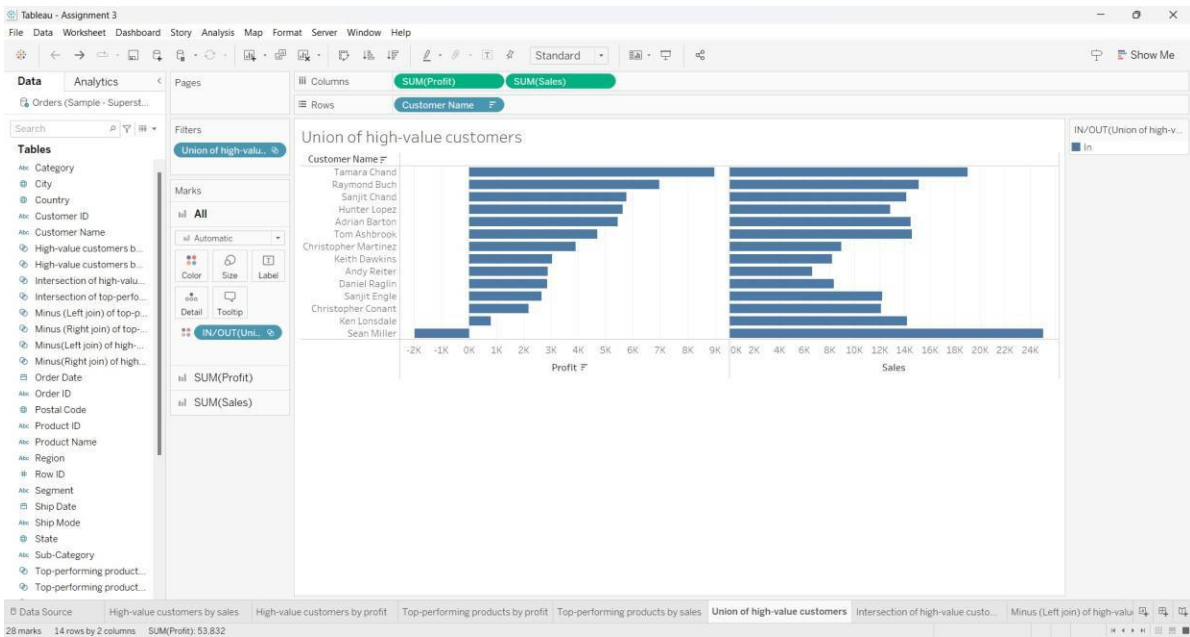 Tableau - Assignment 3
File Data Worksheet Dashboard Story Analysis Map Format Server Window Help
Standard
Show Me
Data Analytics
Pages
Columns SUM(Profit) SUM(Sales)
Orders (Sample - Superst...
Rows Customer Name
Search
Tables
Abc Category
City
Country
Abc Customer ID
Abc Customer Name
High-value customers b...
High-value customers b...
Intersection of high-valu...
Intersection of top-perfo...
Minus (Left join) of top-p...
Minus (Right join) of top-...
Minus(Left join) of high-...
Minus(Right join) of high...
Order Date
Abc Order ID
Postal Code
Abc Product ID
Abc Product Name
Abc Region
# Row ID
Abc Segment
Ship Date
Abc Ship Mode
State
Abc Sub-Category
Top-performing product...
Top-performing product...
Filters
Union of high-valu..
Marks
All
Automatic
Color Size Label
Detail Tooltip
IN/OUT(Uni..
SUM(Profit)
SUM(Sales)
Union of high-value customers
Customer Name
Tamara Chand
Raymond Buch
Sanjit Chand
Hunter Lopez
Adrian Barton
Tom Ashbrook
Christopher Martinez
Keith Dawkins
Andy Reiter
Daniel Raglin
Sanjit Engle
Christopher Conant
Ken Lonsdale
Sean Miller
-2K -1K 0K 1K 2K 3K 4K 5K 6K 7K 8K 9K 0K 2K 4K 6K 8K 10K 12K 14K 16K 18K 20K 22K 24K
Profit Sales
IN/OUT(Union of high-v...
In
Data Source High-value customers by sales High-value customers by profit Top-performing products by profit Top-performing products by sales Union of high-value customers Intersection of high-value custo... Minus (Left join) of high-valu
28 marks 14 rows by 2 columns SUM(Profit): 53,832